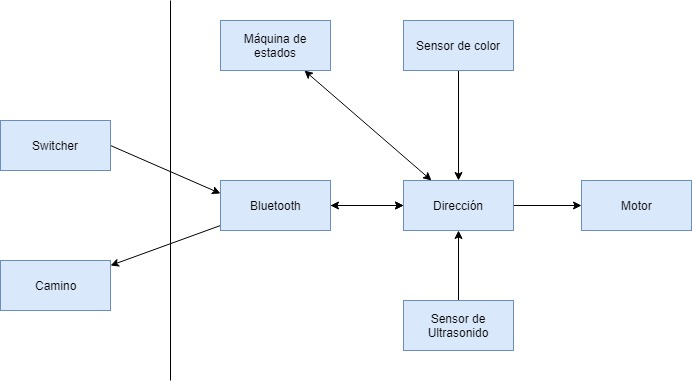 Máquina de
estados
Sensor de color
Switcher
Bluetooth
Dirección
Motor
Camino
Sensor de
Ultrasonido